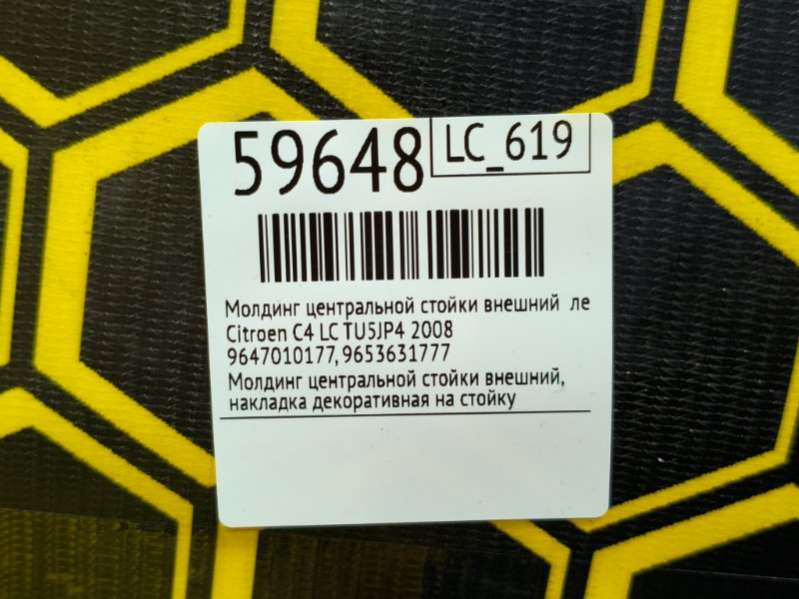 59648 LC_619
Молдинг центральной стойки внешний ле
Citroen C4 LC TU5JP4 2008
9647010177, 9653631777
Молдинг центральной стойки внешний,
накладка декоративная на стойку